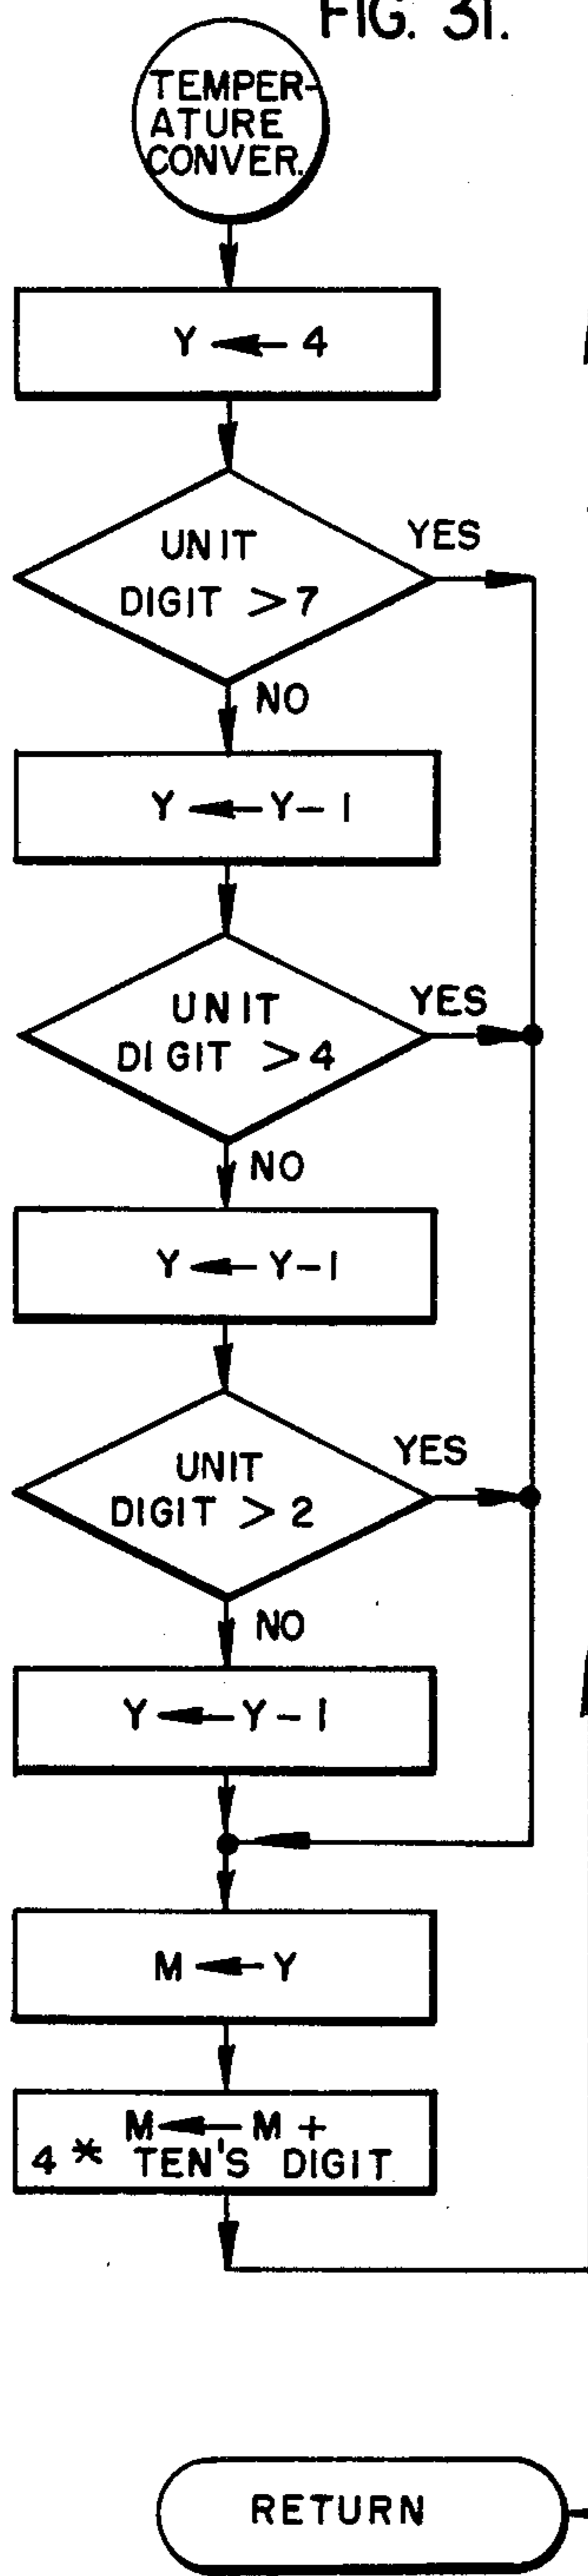 FIG. 31.
TEMPER-
ATURE
CONVER.
Y ← 4
UNIT
DIGIT > 7
YES
NO
Y ← Y - 1
UNIT
DIGIT > 4
YES
NO
Y ← Y - 1
UNIT
DIGIT > 2
YES
NO
Y ← Y - 1
M ← Y
M ← M +
4 * TEN'S DIGIT
RETURN